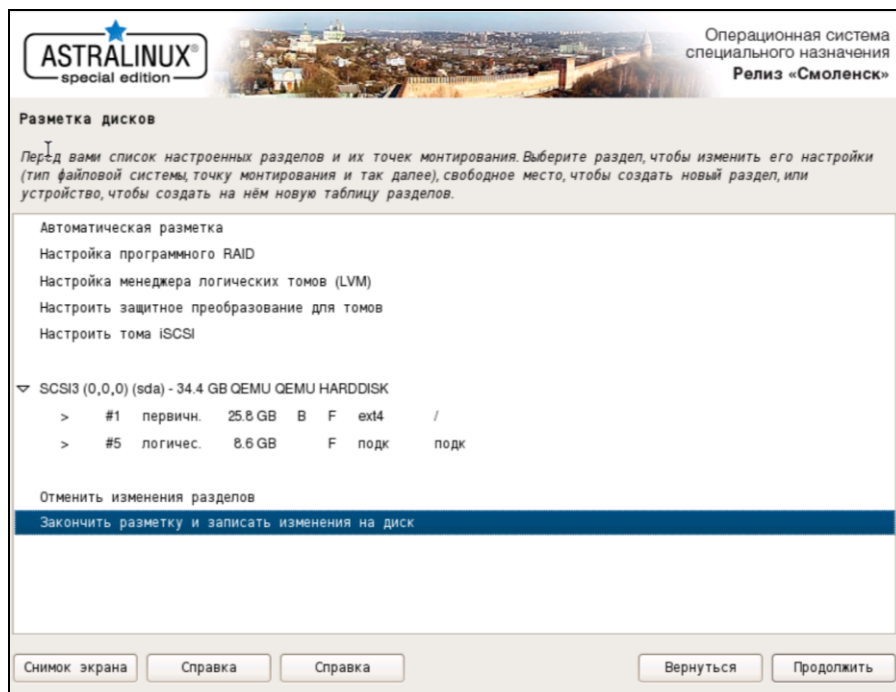 ASTRALINUX®
special edition
Операционная система
специального назначения
Релиз «Смоленск»
Разметка дисков
Перед вами список настроенных разделов и их точек монтирования. Выберите раздел, чтобы изменить его настройки
(тип файловой системы, точку монтирования и так далее), свободное место, чтобы создать новый раздел, или
устройство, чтобы создать на нём новую таблицу разделов.
Автоматическая разметка
Настройка программного RAID
Настройка менеджера логических томов (LVM)
Настроить защитное преобразование для томов
Настроить тома iSCSI
SCSI3 (0,0,0) (sda) - 34.4 GB QEMU QEMU HARDDISK
> #1 первичн. 25.8 GB B F ext4 /
> #5 логичес. 8.6 GB F подк подк
Отменить изменения разделов
Закончить разметку и записать изменения на диск
Снимок экрана Справка Справка Вернуться Продолжить